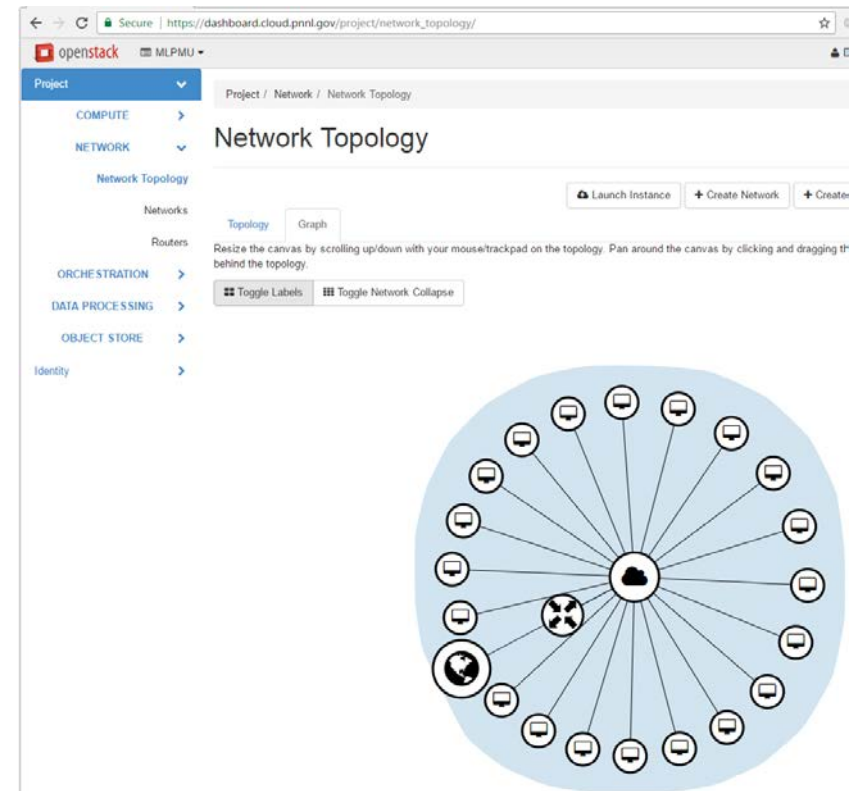 Secure | https://dashboard.cloud.pnnl.gov/project/network_topology/
openstack MLPMU
Project
Project / Network / Network Topology
COMPUTE
NETWORK
Network Topology
Network Topology
Networks
Routers
ORCHESTRATION
DATA PROCESSING
OBJECT STORE
Identity
Launch Instance + Create Network + Create
Topology Graph
Resize the canvas by scrolling up/down with your mouse/trackpad on the topology. Pan around the canvas by clicking and dragging
behind the topology.
Toggle Labels Toggle Network Collapse